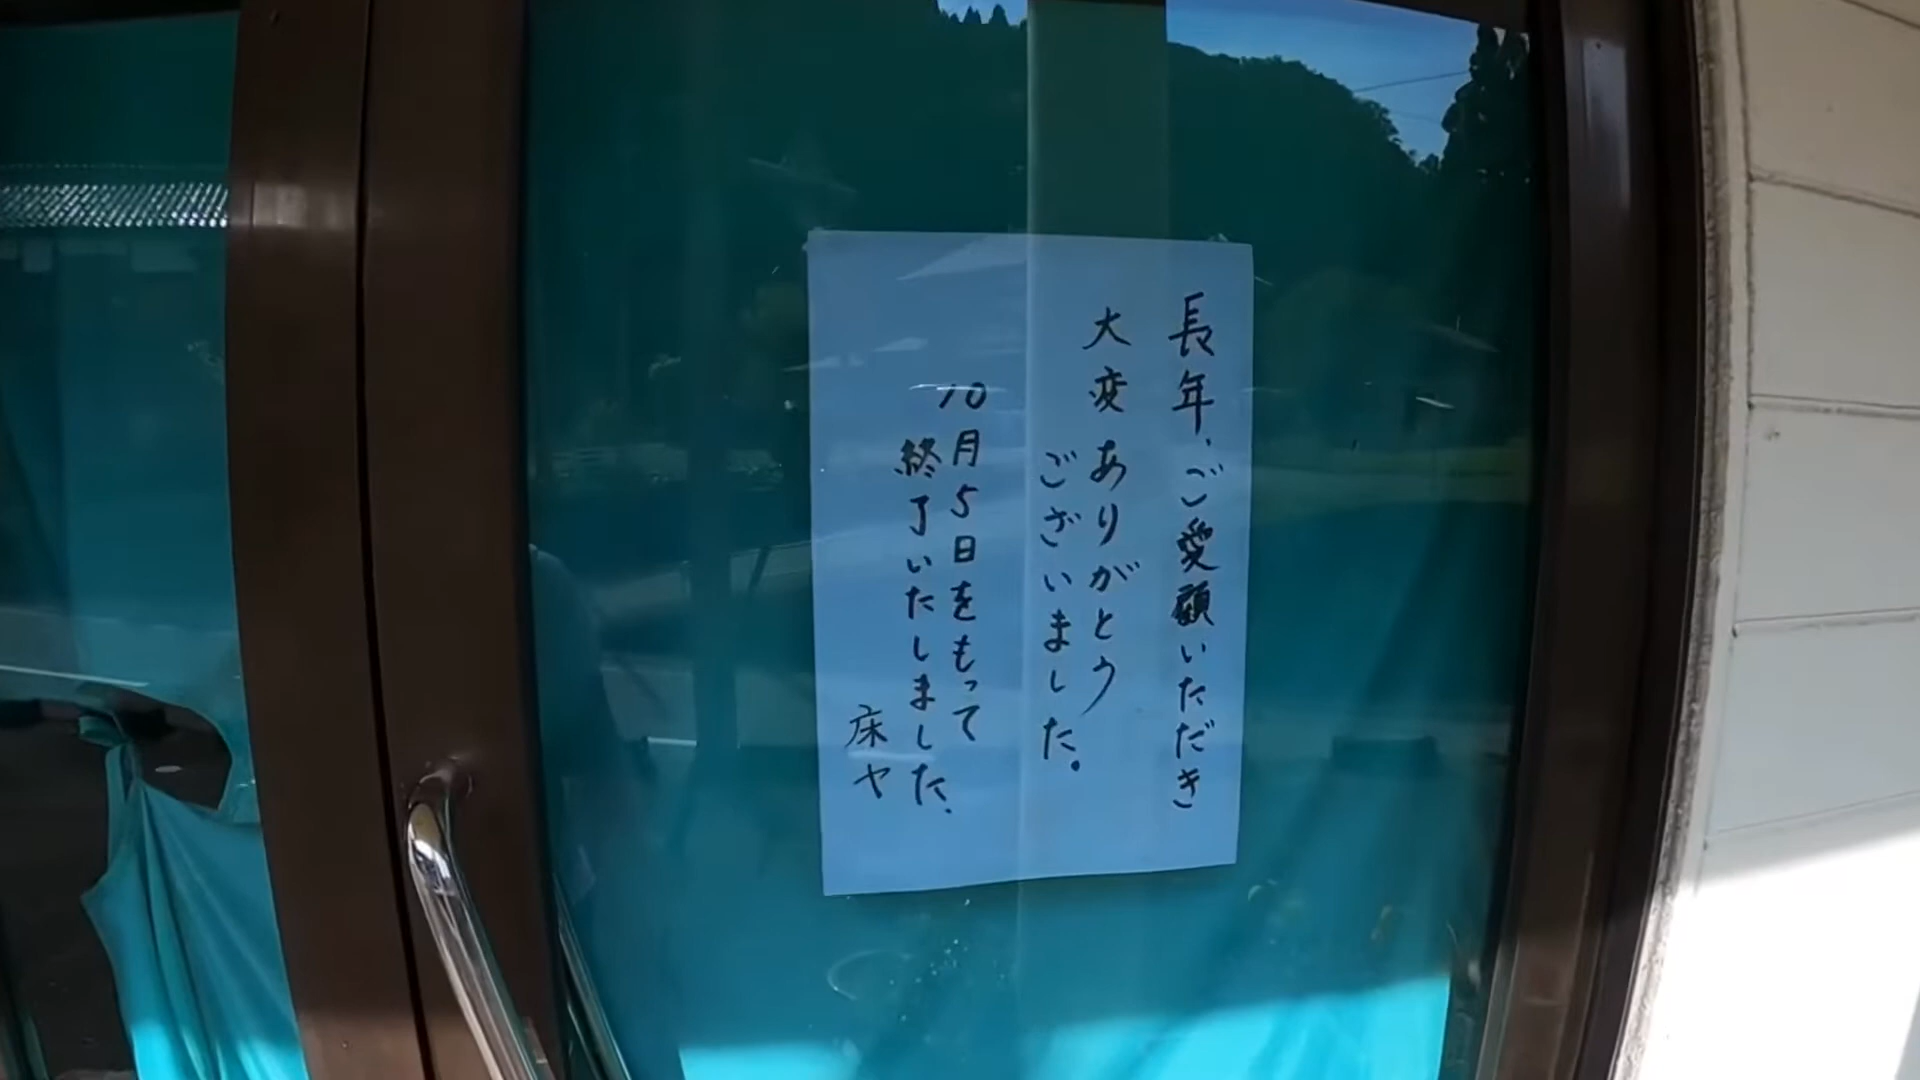 長年、ご愛顧いただき
大変ありがとう
ございました。
10月5日をもって
終了いたしました、
床ヤ